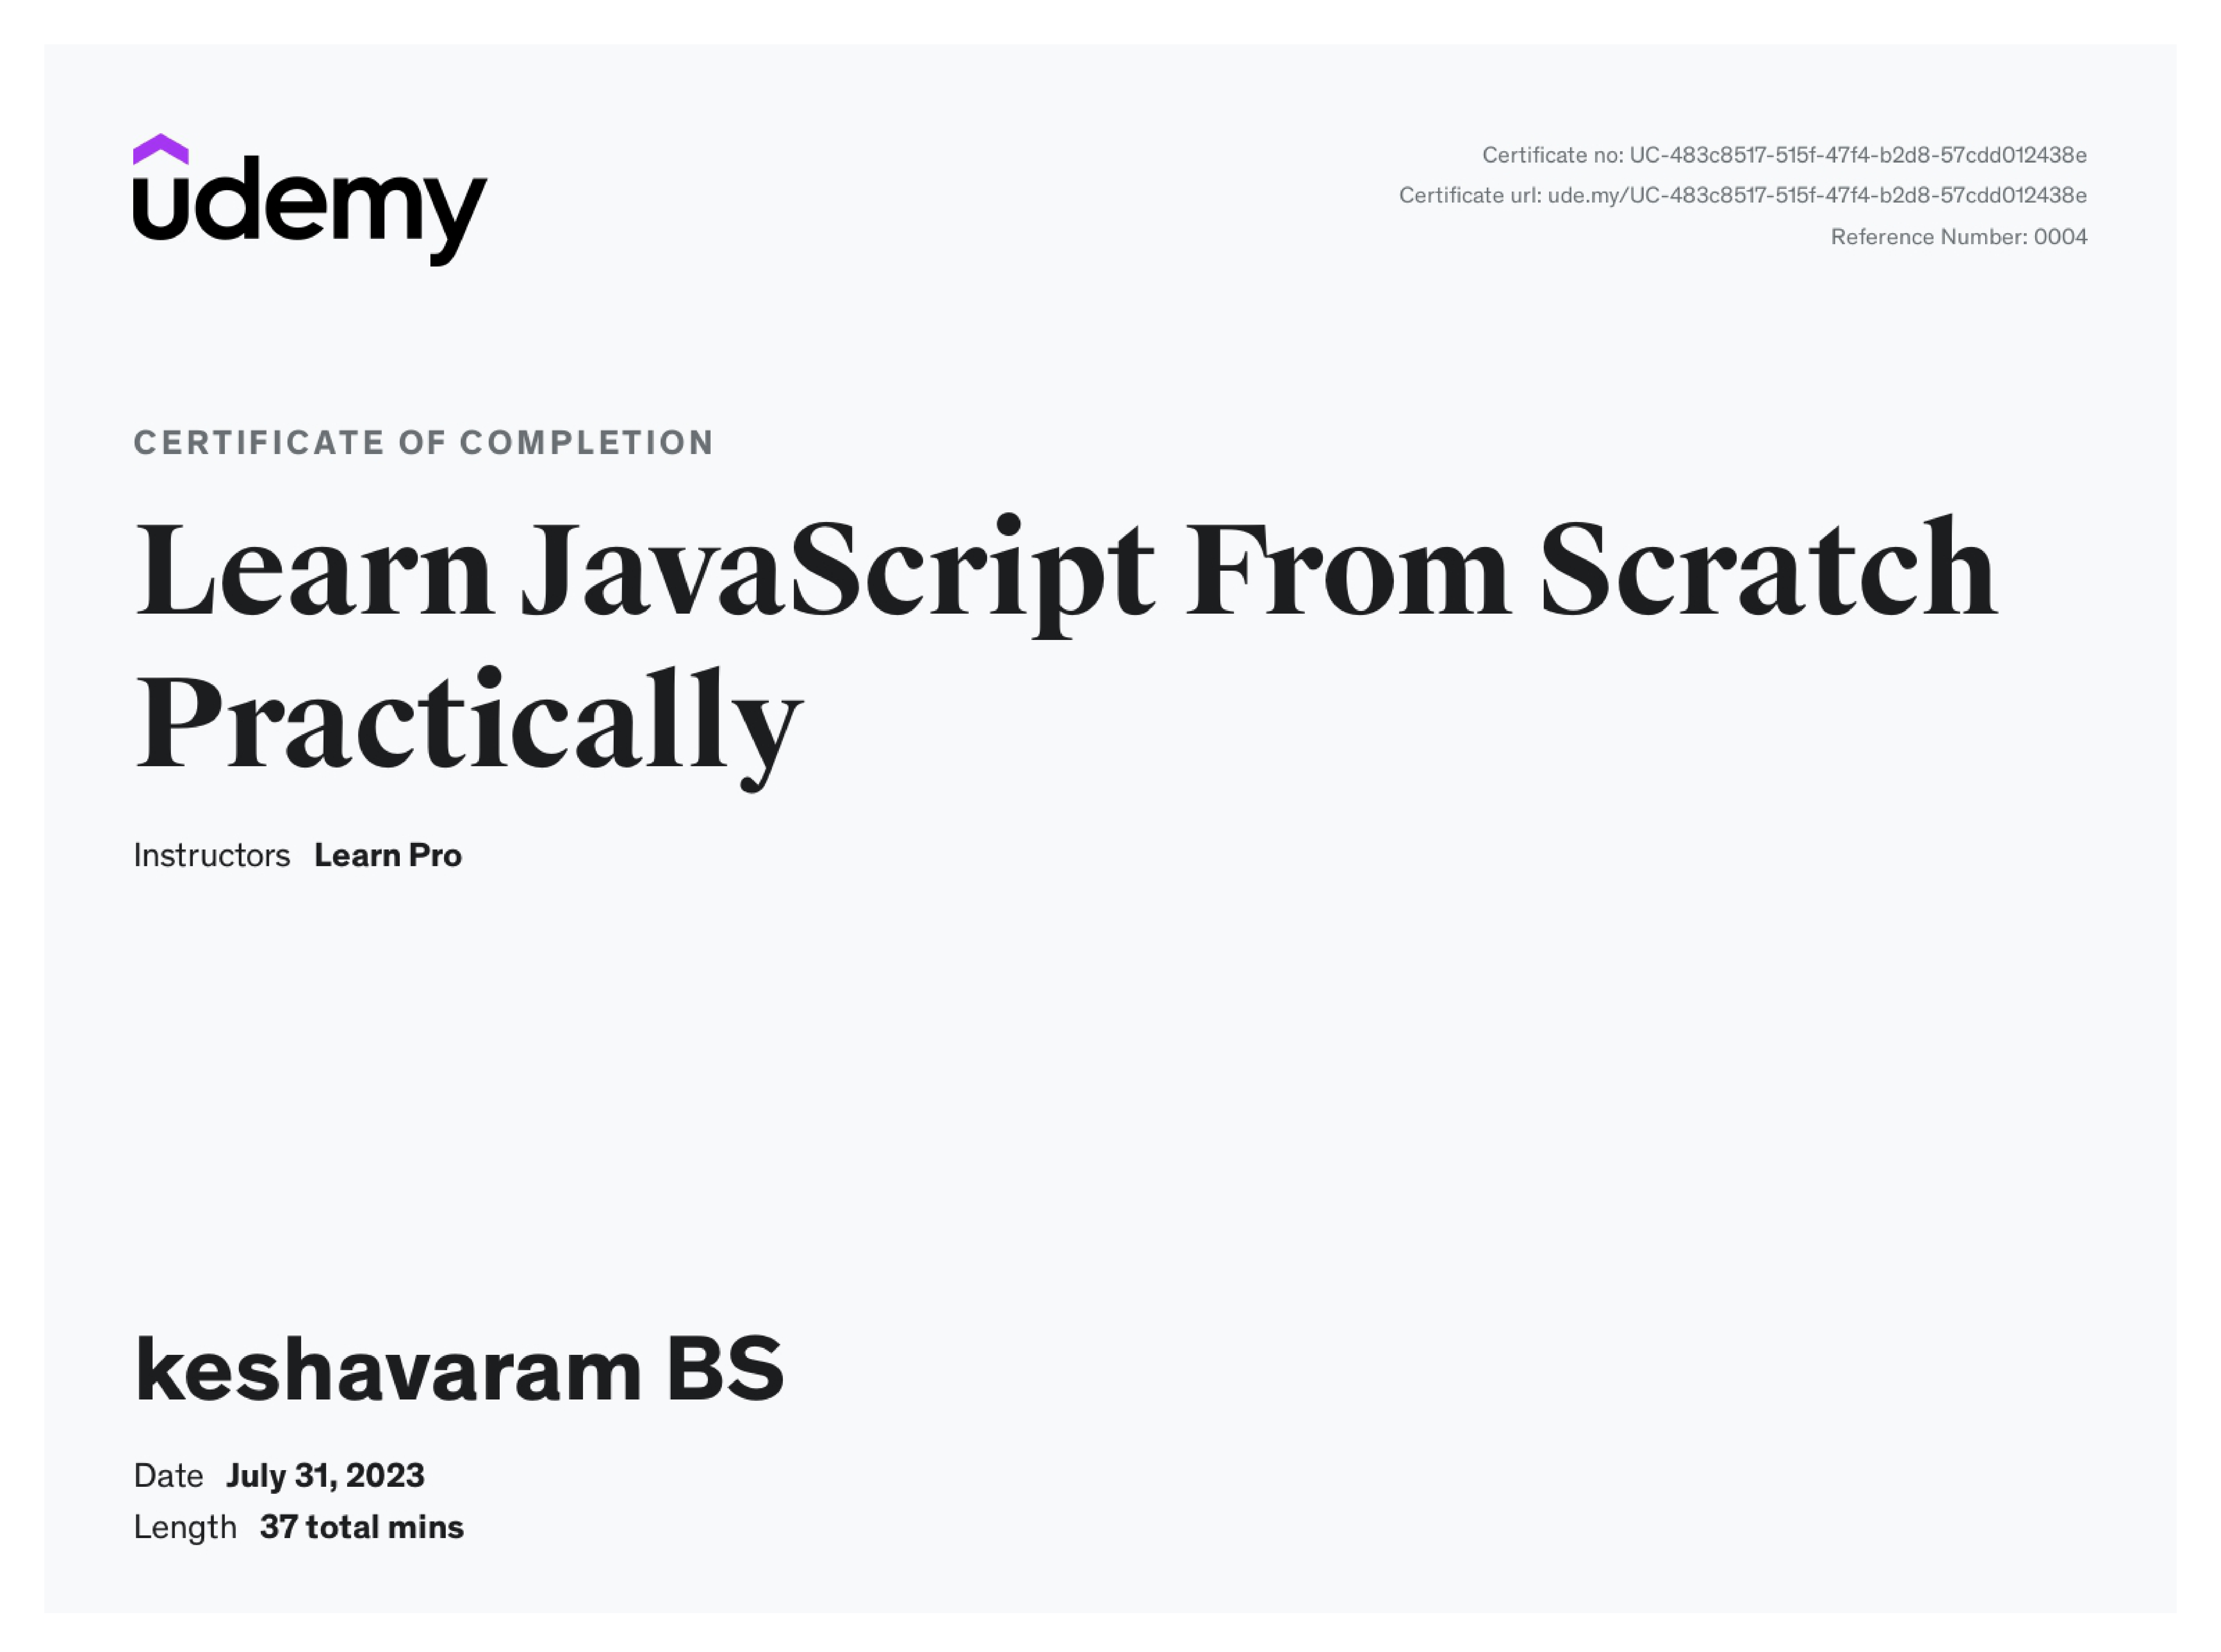 udemy
Certificate no: UC-483c8517-515f-47f4-b2d8-57cdd012438e
Certificate url: ude.my/UC-483c8517-515f-47f4-b2d8-57cdd012438e
Reference Number: 0004
CERTIFICATE OF COMPLETION
Learn JavaScript From Scratch
Practically
Instructors Learn Pro
keshavaram BS
Date July 31, 2023
Length 37 total mins